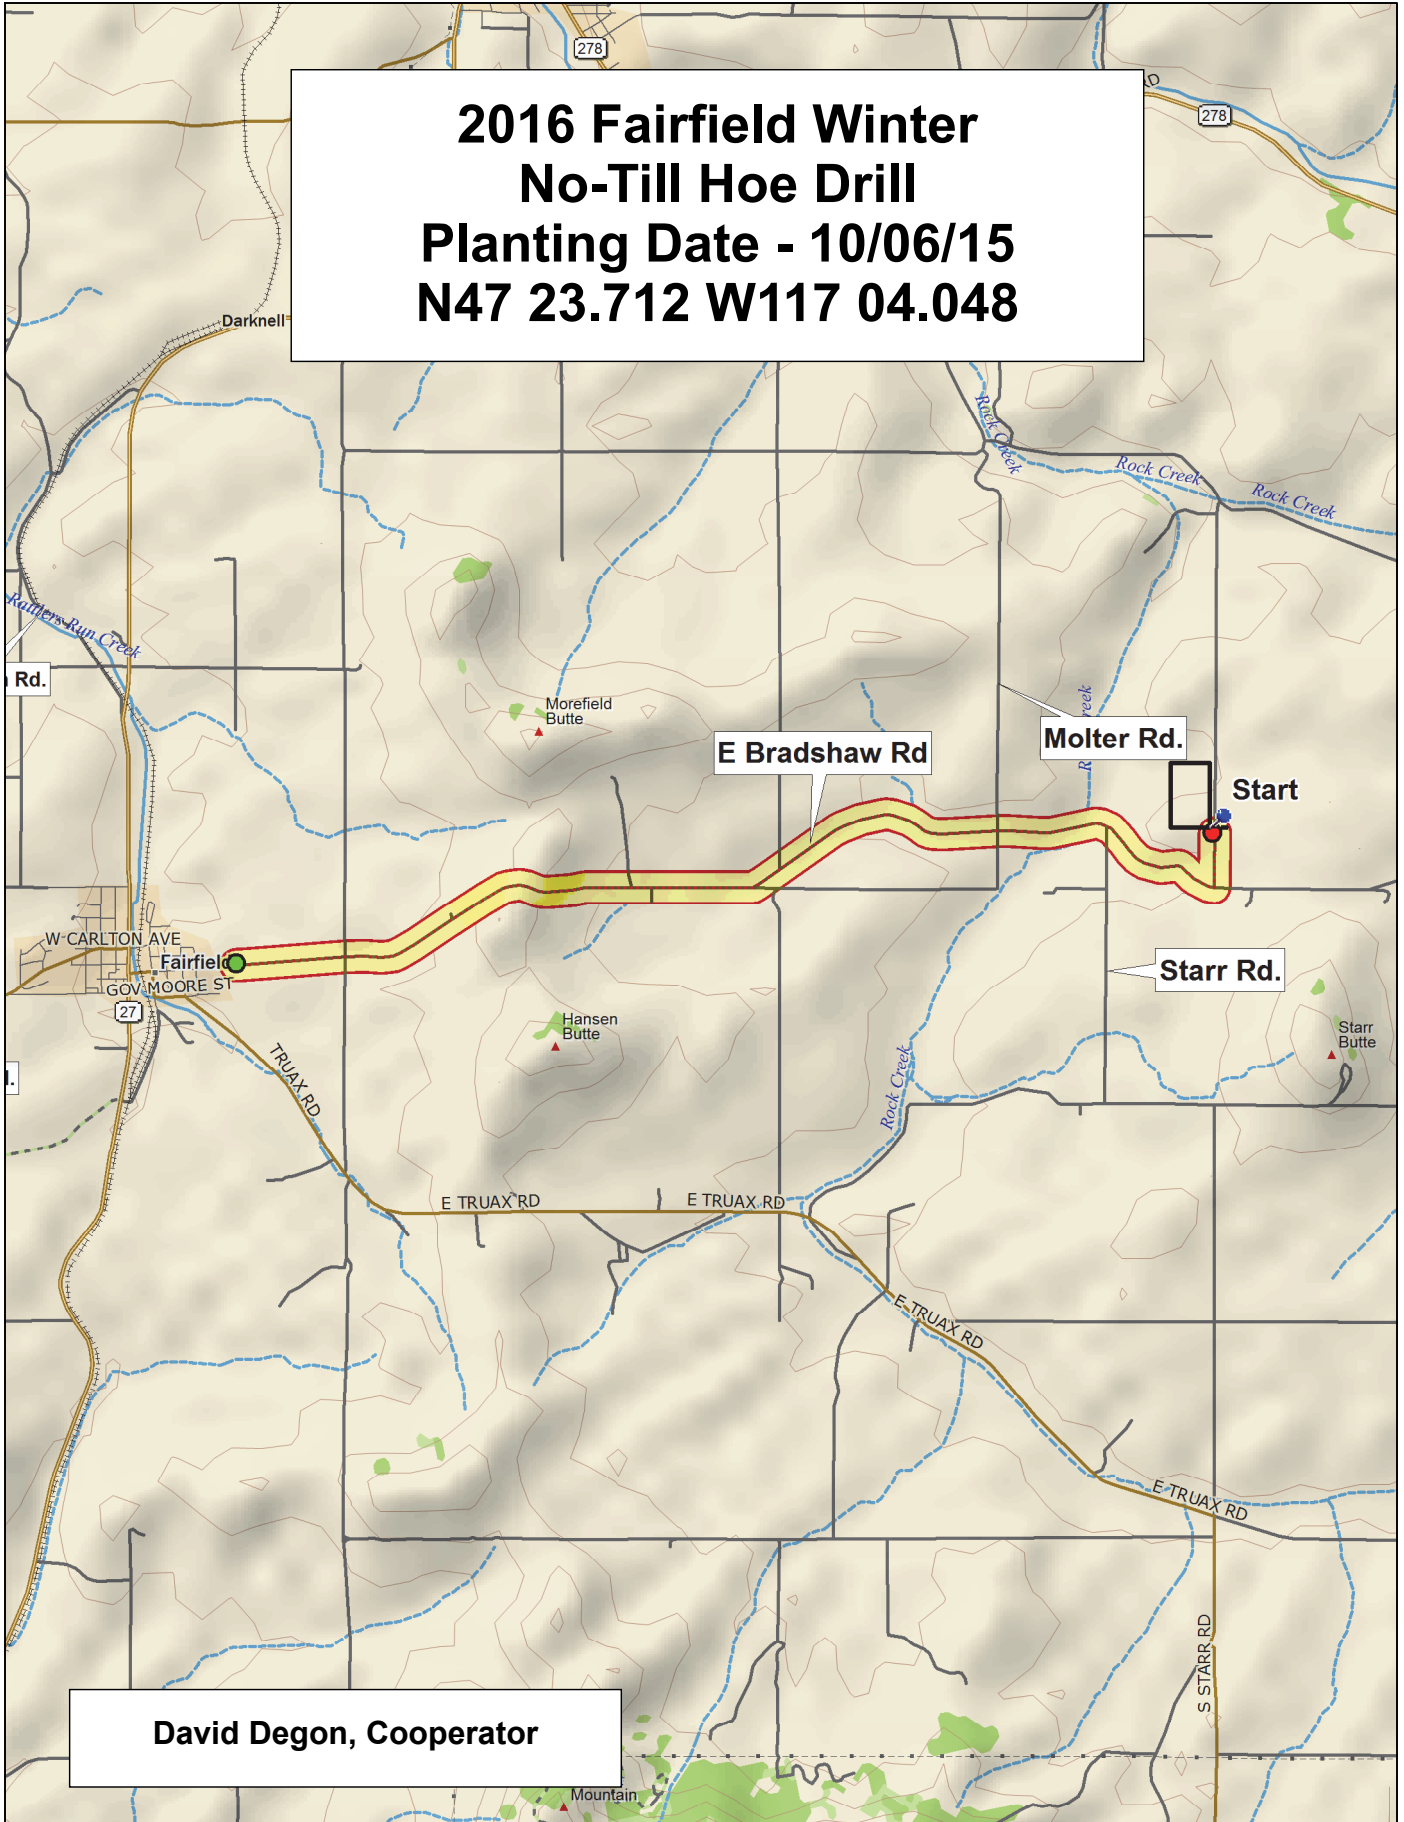 278
RD
278
2016 Fairfield Winter
No-Till Hoe Drill
Planting Date - 10/06/15
N47 23.712 W117 04.048
Darknell
Rock Creek
Rock Creek
Rock Creek
Rattlers Run Creek
Rd.
Morefield
Butte
E Bradshaw Rd
Molter Rd.
Start
W CARLTON AVE
Fairfield
GOV MOORE ST
27
Starr Rd.
Hansen
Butte
Starr
Butte
TRUAX RD
Rock Creek
E TRUAX RD
E TRUAX RD
E TRUAX RD
E TRUAX RD
S STARR RD
David Degon, Cooperator
Mountain